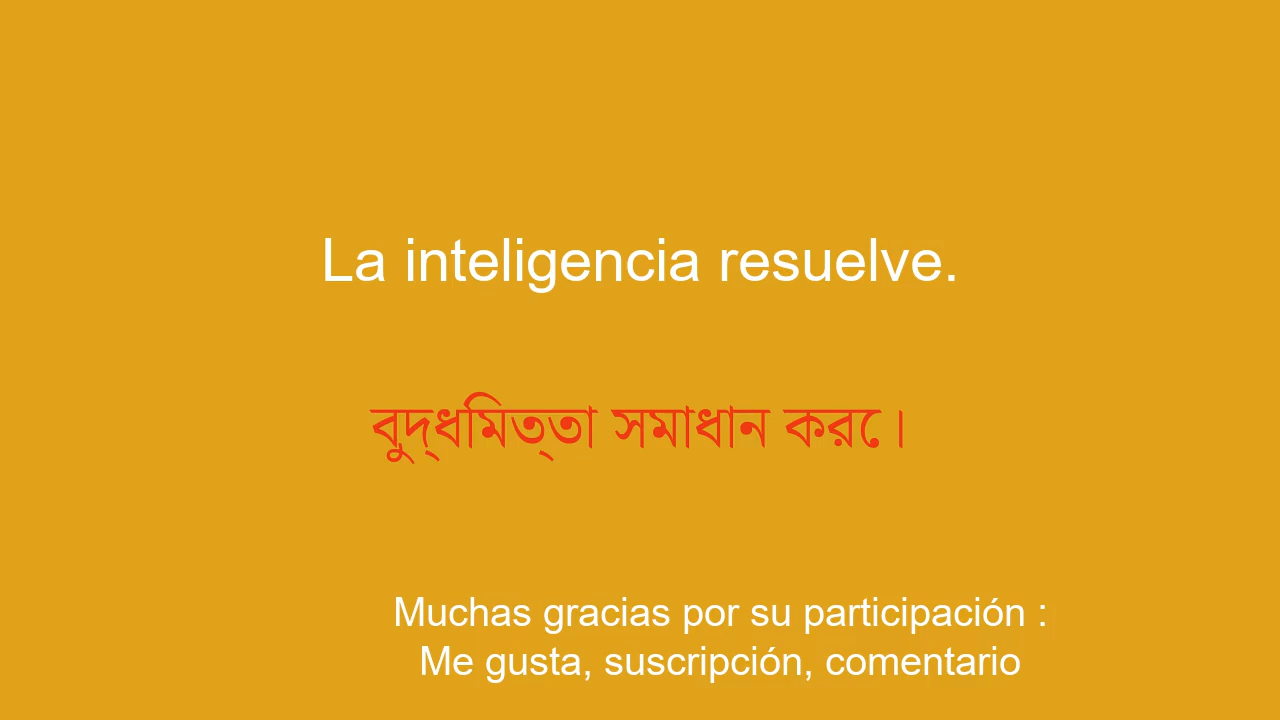 La inteligencia resuelve.
বুদ্ধিমত্তা সমাধান করে।
Muchas gracias por su participación :
Me gusta, suscripción, comentario